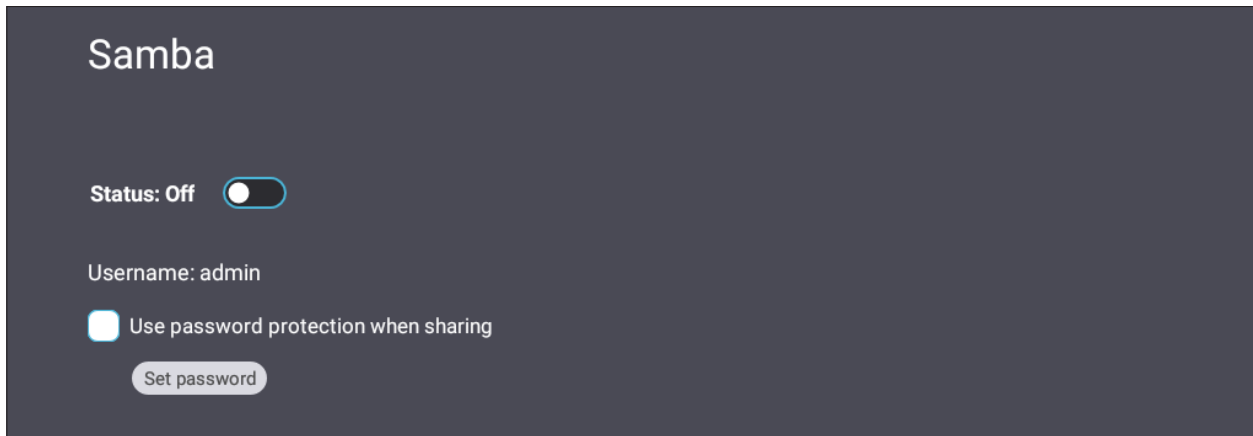 Samba
Status: Off
Username: admin
Use password protection when sharing
Set password